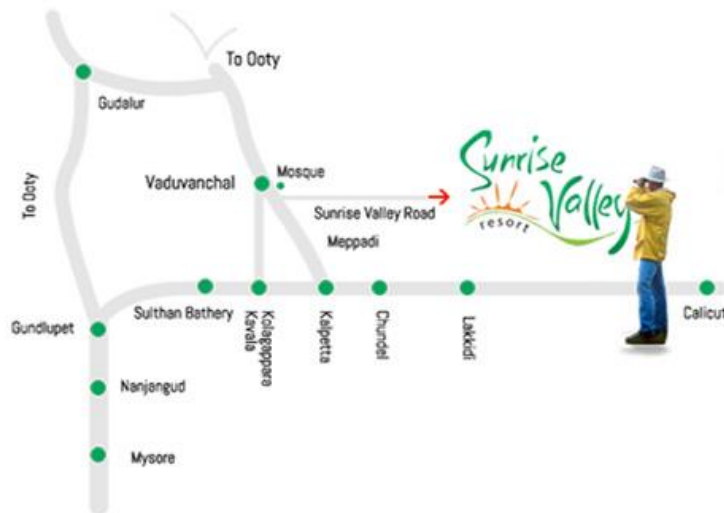 To Ooty
Gudalur
To Ooty
Vaduvanchal
Mosque
Sunrise Valley Road
Meppadi
Sunrise
Valley
resort
Gundlupet
Sulthan Bathery
Kolagappara
Kavala
Kalpetta
Chundel
Lakkidi
Calicut
Nanjangud
Mysore